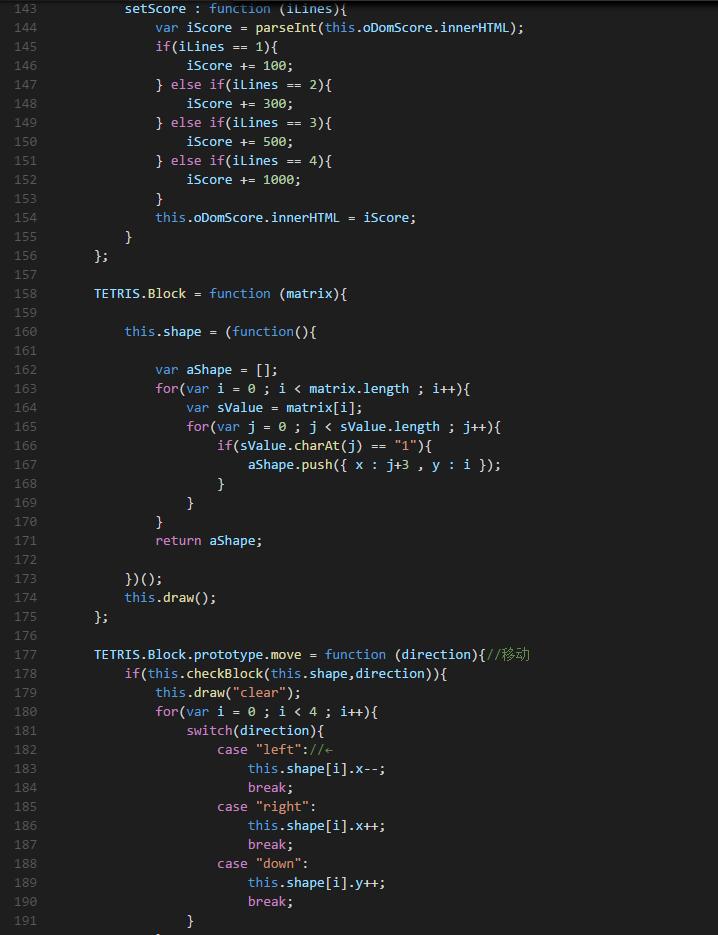 143 setScore : function (iLines){
144 var iScore = parseInt(this.oDomScore.innerHTML);
145 if(iLines == 1){
146 iScore += 100;
147 } else if(iLines == 2){
148 iScore += 300;
149 } else if(iLines == 3){
150 iScore += 500;
151 } else if(iLines == 4){
152 iScore += 1000;
153 }
154 this.oDomScore.innerHTML = iScore;
155 }
156 };
157
158 TETRIS.Block = function (matrix){
159
160 this.shape = (function(){
161
162 var aShape = [];
163 for(var i = 0 ; i < matrix.length ; i++){
164 var sValue = matrix[i];
165 for(var j = 0 ; j < sValue.length ; j++){
166 if(sValue.charAt(j) == "1"){
167 aShape.push({ x : j+3 , y : i });
168 }
169 }
170 }
171 return aShape;
172
173 })();
174 this.draw();
175 };
176
177 TETRIS.Block.prototype.move = function (direction){//移动
178 if(this.checkBlock(this.shape,direction)){
179 this.draw("clear");
180 for(var i = 0 ; i < 4 ; i++){
181 switch(direction){
182 case "left"://←
183 this.shape[i].x--;
184 break;
185 case "right":
186 this.shape[i].x++;
187 break;
188 case "down":
189 this.shape[i].y++;
190 break;
191 }